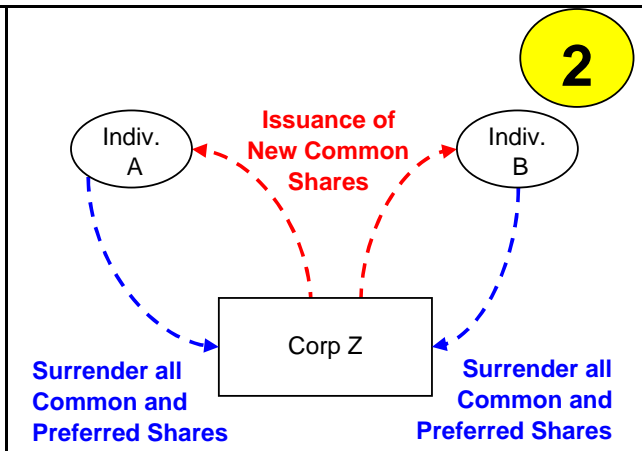 2
Indiv.
A
Issuance of
New Common
Shares
Indiv.
B
Corp Z
Surrender all
Common and
Preferred Shares
Surrender all
Common and
Preferred Shares